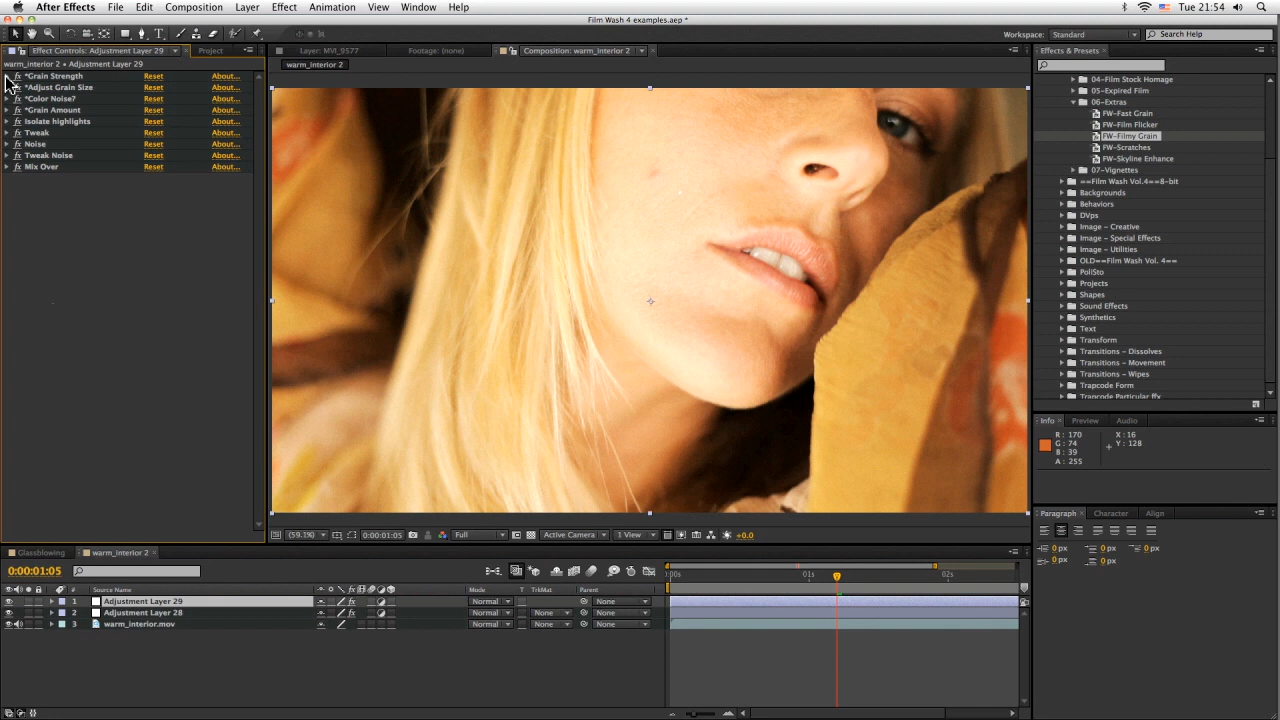 After Effects File Edit Composition Layer Effect Animation View Window Help Tue 21:54
Film Wash 4 examples.aep *
Workspace: Standard Search Help
Effect Controls: Adjustment Layer 29 Project Layer: MVI_9577 Footage: (none) Composition: warm_interior 2 Effects & Presets
warm_interior 2 • Adjustment Layer 29
warm_interior 2
*Grain Strength Reset About...
*Adjust Grain Size Reset About...
*Color Noise? Reset About...
*Grain Amount Reset About...
Isolate highlights Reset About...
Tweak Reset About...
Noise Reset About...
Tweak Noise Reset About...
Mix Over Reset About...
04-Film Stock Homage
05-Expired Film
06-Extras
FW-Fast Grain
FW-Film Flicker
FW-Filmy Grain
FW-Scratches
FW-Skyline Enhance
07-Vignettes
==Film Wash Vol.4==8-bit
Backgrounds
Behaviors
DVps
Image - Creative
Image - Special Effects
Image - Utilities
OLD==Film Wash Vol. 4==
PoliSto
Projects
Shapes
Sound Effects
Synthetics
Text
Transform
Transitions - Dissolves
Transitions - Movement
Transitions - Wipes
Trapcode Form
Trapcode Particular ffx
Info Preview Audio
R: 170 X: 16
G: 74 Y: 128
B: 39
A: 255
Paragraph Character Align
0 px 0 px 0 px
0 px 0 px
(59.1%) 0:00:01:05 Full Active Camera 1 View +0.0
Glassblowing warm_interior 2
0:00:01:05
:00s 01s 02s
# Source Name Mode T TrkMat Parent
1 Adjustment Layer 29 Normal None
2 Adjustment Layer 28 Normal None None
3 warm_interior.mov Normal None None